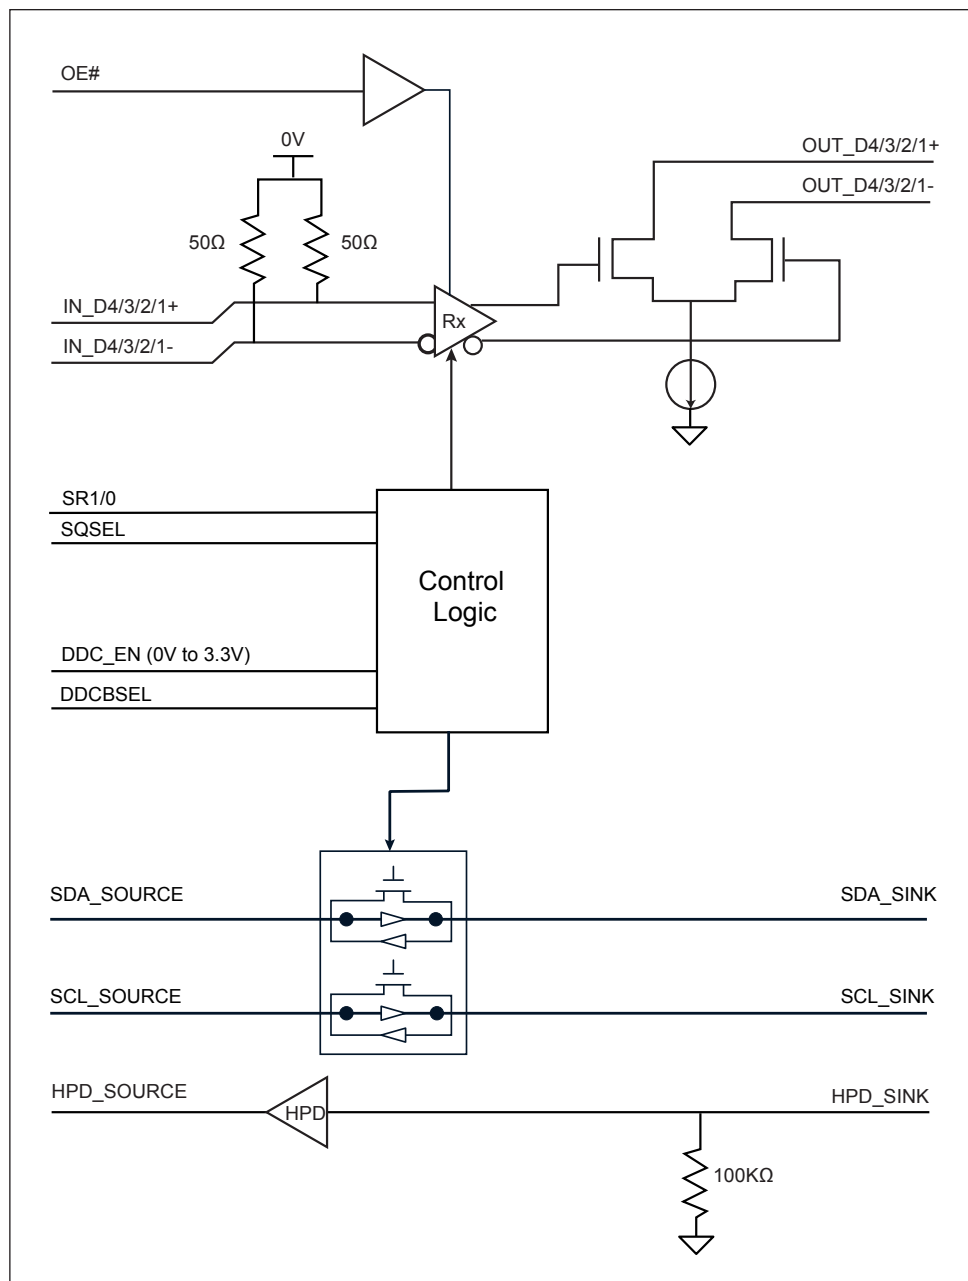 OE#
0V
OUT_D4/3/2/1+
OUT_D4/3/2/1-
50Ω
50Ω
IN_D4/3/2/1+
Rx
IN_D4/3/2/1-
SR1/0
SQSEL
Control
Logic
DDC_EN (0V to 3.3V)
DDCBSEL
SDA_SOURCE
SDA_SINK
SCL_SOURCE
SCL_SINK
HPD_SOURCE
HPD
HPD_SINK
100KΩ